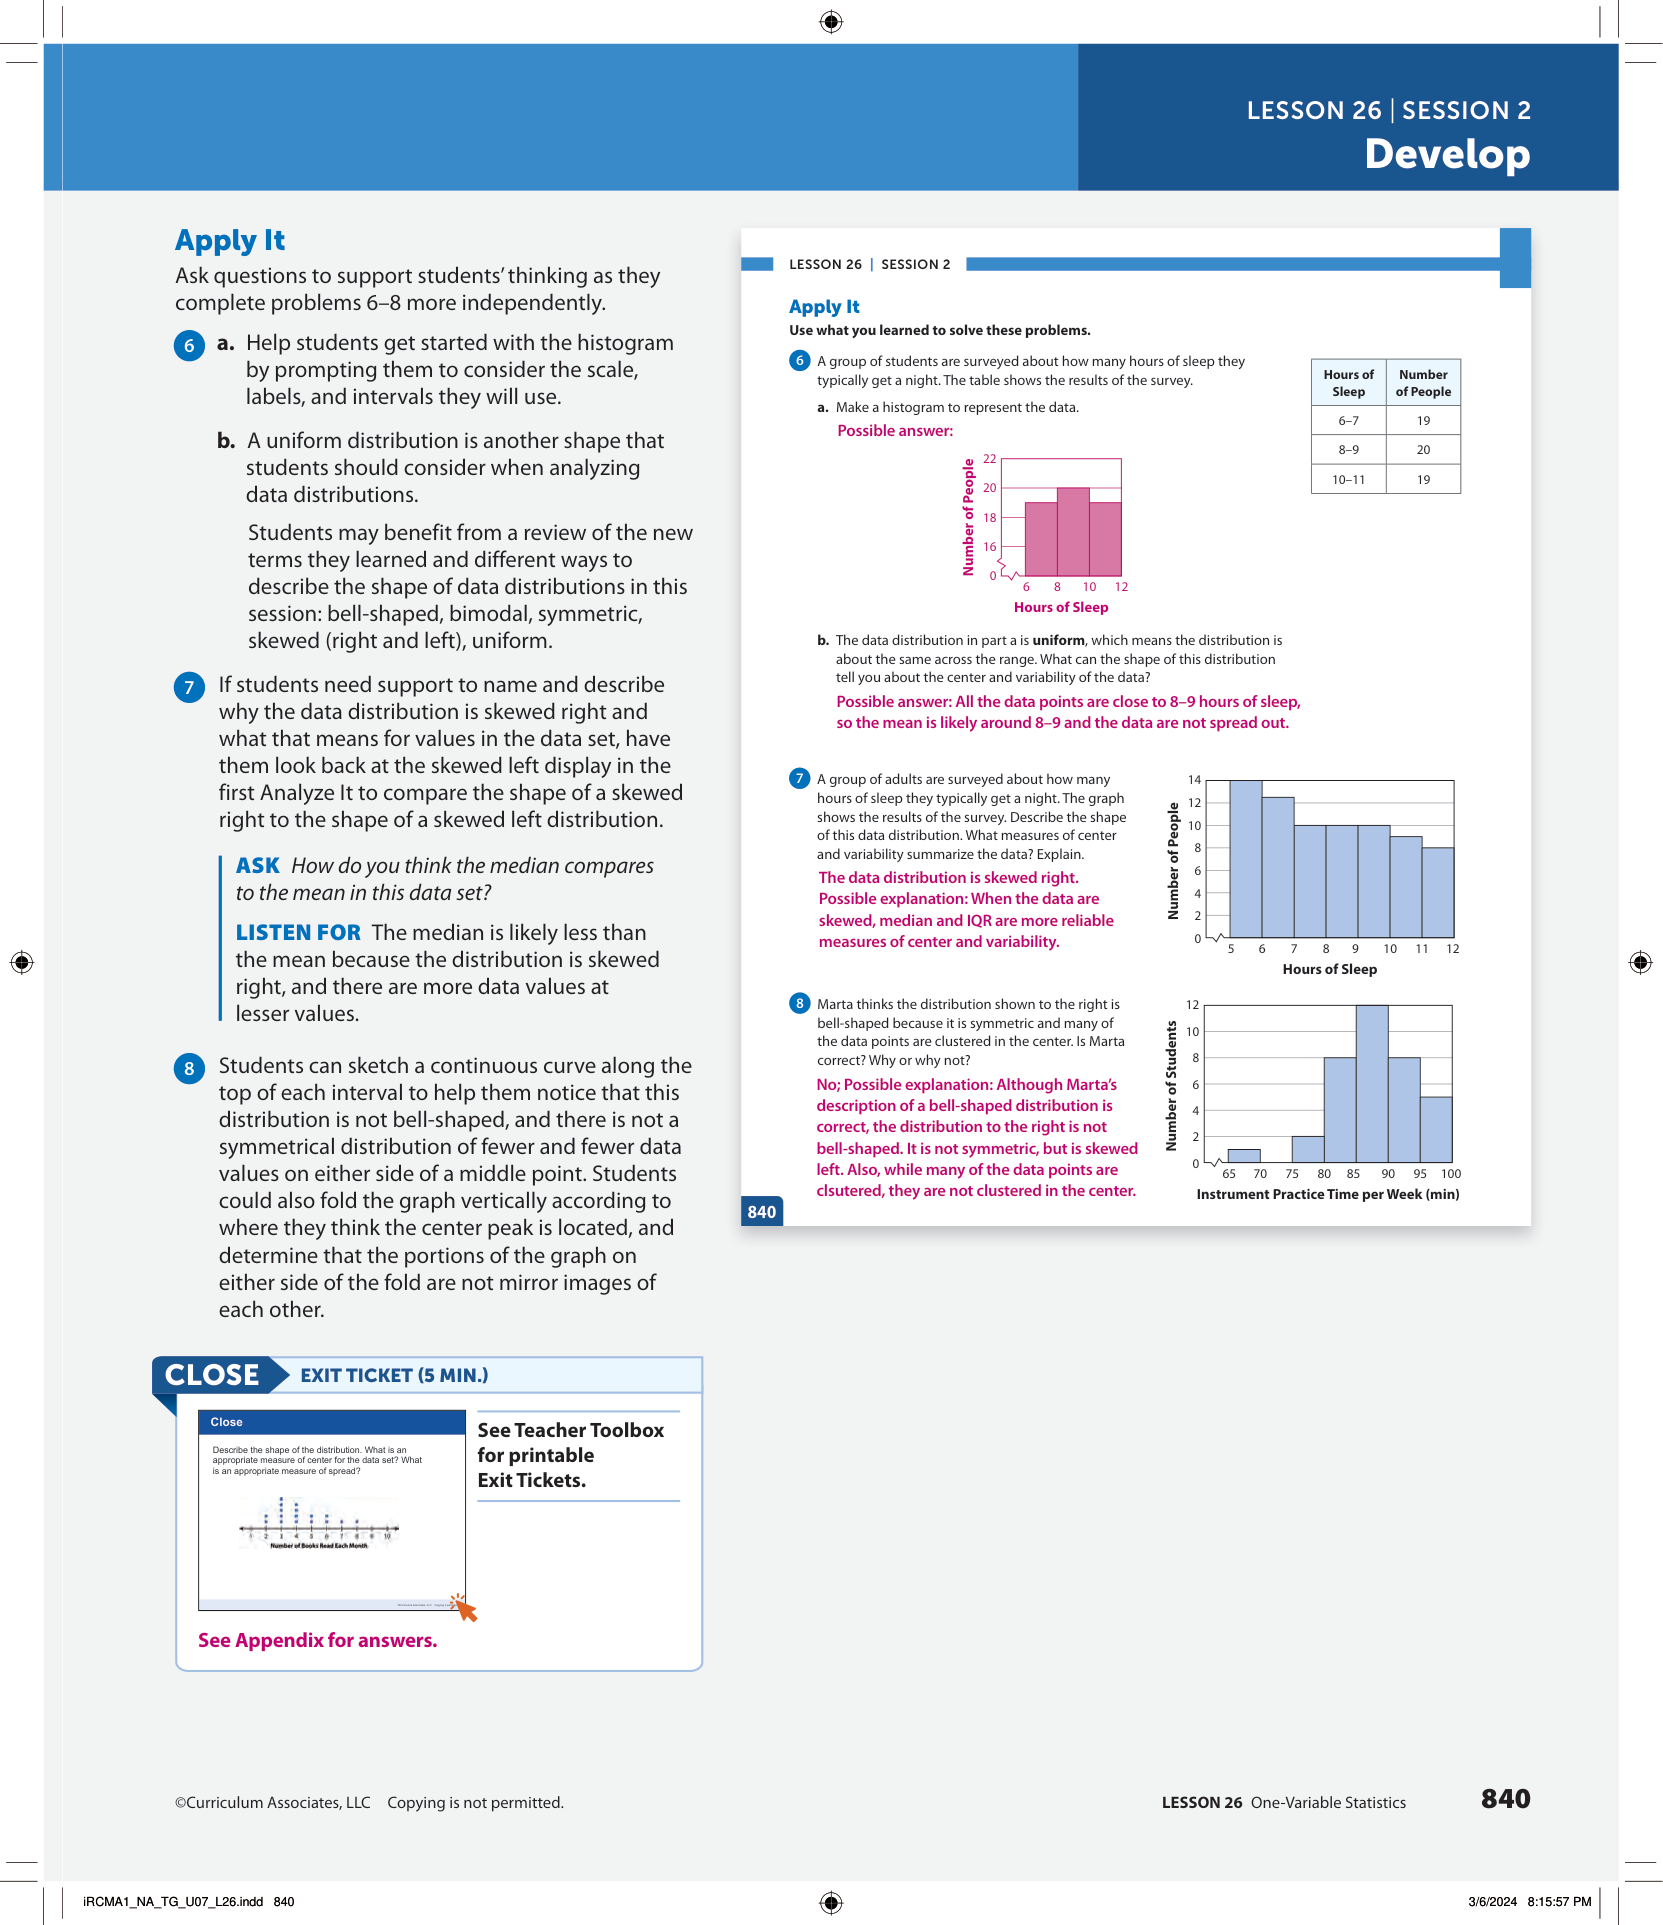 LESSON 26 | SESSION 2
Develop
Apply It
Ask questions to support students’ thinking as they
complete problems 6–8 more independently.
6 a. Help students get started with the histogram
by prompting them to consider the scale,
labels, and intervals they will use.
b. A uniform distribution is another shape that
students should consider when analyzing
data distributions.
Students may benefit from a review of the new
terms they learned and different ways to
describe the shape of data distributions in this
session: bell-shaped, bimodal, symmetric,
skewed (right and left), uniform.
7 If students need support to name and describe
why the data distribution is skewed right and
what that means for values in the data set, have
them look back at the skewed left display in the
first Analyze It to compare the shape of a skewed
right to the shape of a skewed left distribution.
ASK How do you think the median compares
to the mean in this data set?
LISTEN FOR The median is likely less than
the mean because the distribution is skewed
right, and there are more data values at
lesser values.
8 Students can sketch a continuous curve along the
top of each interval to help them notice that this
distribution is not bell-shaped, and there is not a
symmetrical distribution of fewer and fewer data
values on either side of a middle point. Students
could also fold the graph vertically according to
where they think the center peak is located, and
determine that the portions of the graph on
either side of the fold are not mirror images of
each other.
CLOSE EXIT TICKET (5 MIN.)
Close
Describe the shape of the distribution. What is an
appropriate measure of center for the data set? What
is an appropriate measure of spread?
1 2 3 4 5 6 7 8 9 10
Number of Books Read Each Month
See Teacher Toolbox
for printable
Exit Tickets.
See Appendix for answers.
LESSON 26 | SESSION 2
Apply It
Use what you learned to solve these problems.
6 A group of students are surveyed about how many hours of sleep they
typically get a night. The table shows the results of the survey.
a. Make a histogram to represent the data.
Possible answer:
Hours of Sleep Number of People
6–7 19
8–9 20
10–11 19
Number of People
22
20
18
16
0
6 8 10 12
Hours of Sleep
b. The data distribution in part a is uniform, which means the distribution is
about the same across the range. What can the shape of this distribution
tell you about the center and variability of the data?
Possible answer: All the data points are close to 8–9 hours of sleep,
so the mean is likely around 8–9 and the data are not spread out.
7 A group of adults are surveyed about how many
hours of sleep they typically get a night. The graph
shows the results of the survey. Describe the shape
of this data distribution. What measures of center
and variability summarize the data? Explain.
The data distribution is skewed right.
Possible explanation: When the data are
skewed, median and IQR are more reliable
measures of center and variability.
Number of People
14
12
10
8
6
4
2
0
5 6 7 8 9 10 11 12
Hours of Sleep
8 Marta thinks the distribution shown to the right is
bell-shaped because it is symmetric and many of
the data points are clustered in the center. Is Marta
correct? Why or why not?
No; Possible explanation: Although Marta’s
description of a bell-shaped distribution is
correct, the distribution to the right is not
bell-shaped. It is not symmetric, but is skewed
left. Also, while many of the data points are
clsutered, they are not clustered in the center.
Number of Students
12
10
8
6
4
2
0
65 70 75 80 85 90 95 100
Instrument Practice Time per Week (min)
840
©Curriculum Associates, LLC Copying is not permitted.
LESSON 26 One-Variable Statistics 840
iRCMA1_NA_TG_U07_L26.indd 840
3/6/2024 8:15:57 PM